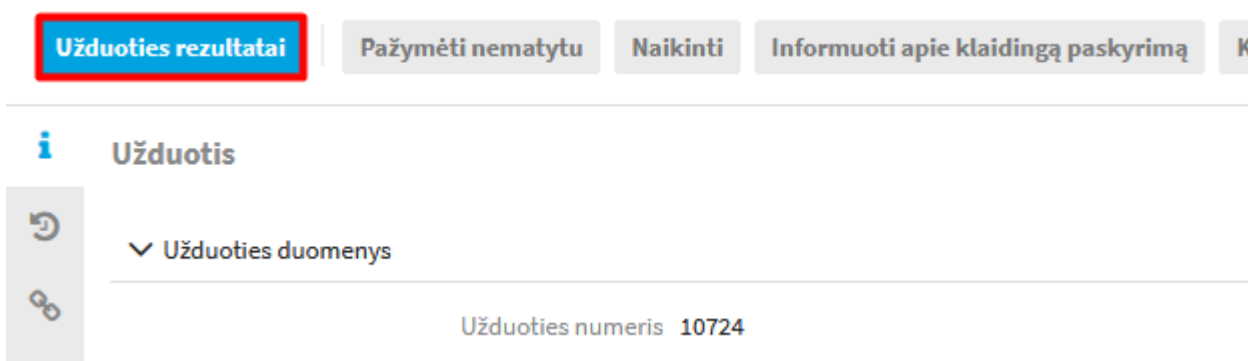 Užduoties rezultatai Pažymėti nematytu Naikinti Informuoti apie klaidingą paskyrimą K
Užduotis
Užduoties duomenys
Užduoties numeris 10724